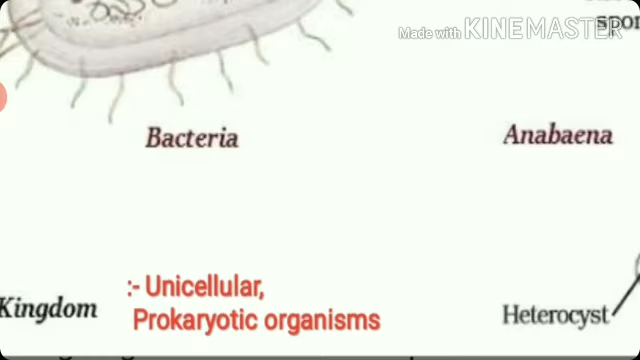 Made with KINEMASTER
spor
Bacteria
Anabaena
Kingdom :- Unicellular,
Prokaryotic organisms
Heterocyst